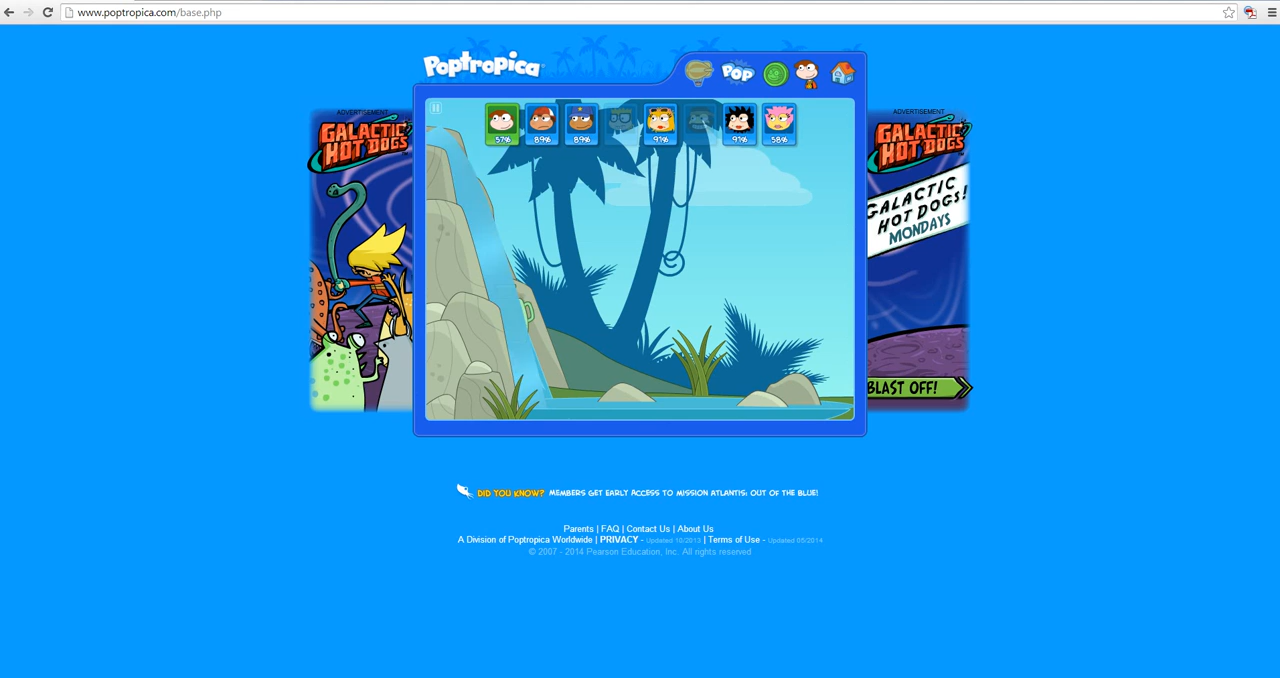 www.poptropica.com/base.php
Poptropica
POP
57%
89%
89%
91%
91%
58%
ADVERTISEMENT
GALACTIC
HOT DOGS
ADVERTISEMENT
GALACTIC
HOT DOGS
GALACTIC
HOT DOGS!
MONDAYS
BLAST OFF!
DID YOU KNOW? MEMBERS GET EARLY ACCESS TO MISSION ATLANTIS: OUT OF THE BLUE!
Parents | FAQ | Contact Us | About Us
A Division of Poptropica Worldwide | PRIVACY - Updated 10/2013 | Terms of Use - Updated 05/2014
© 2007 - 2014 Pearson Education, Inc. All rights reserved